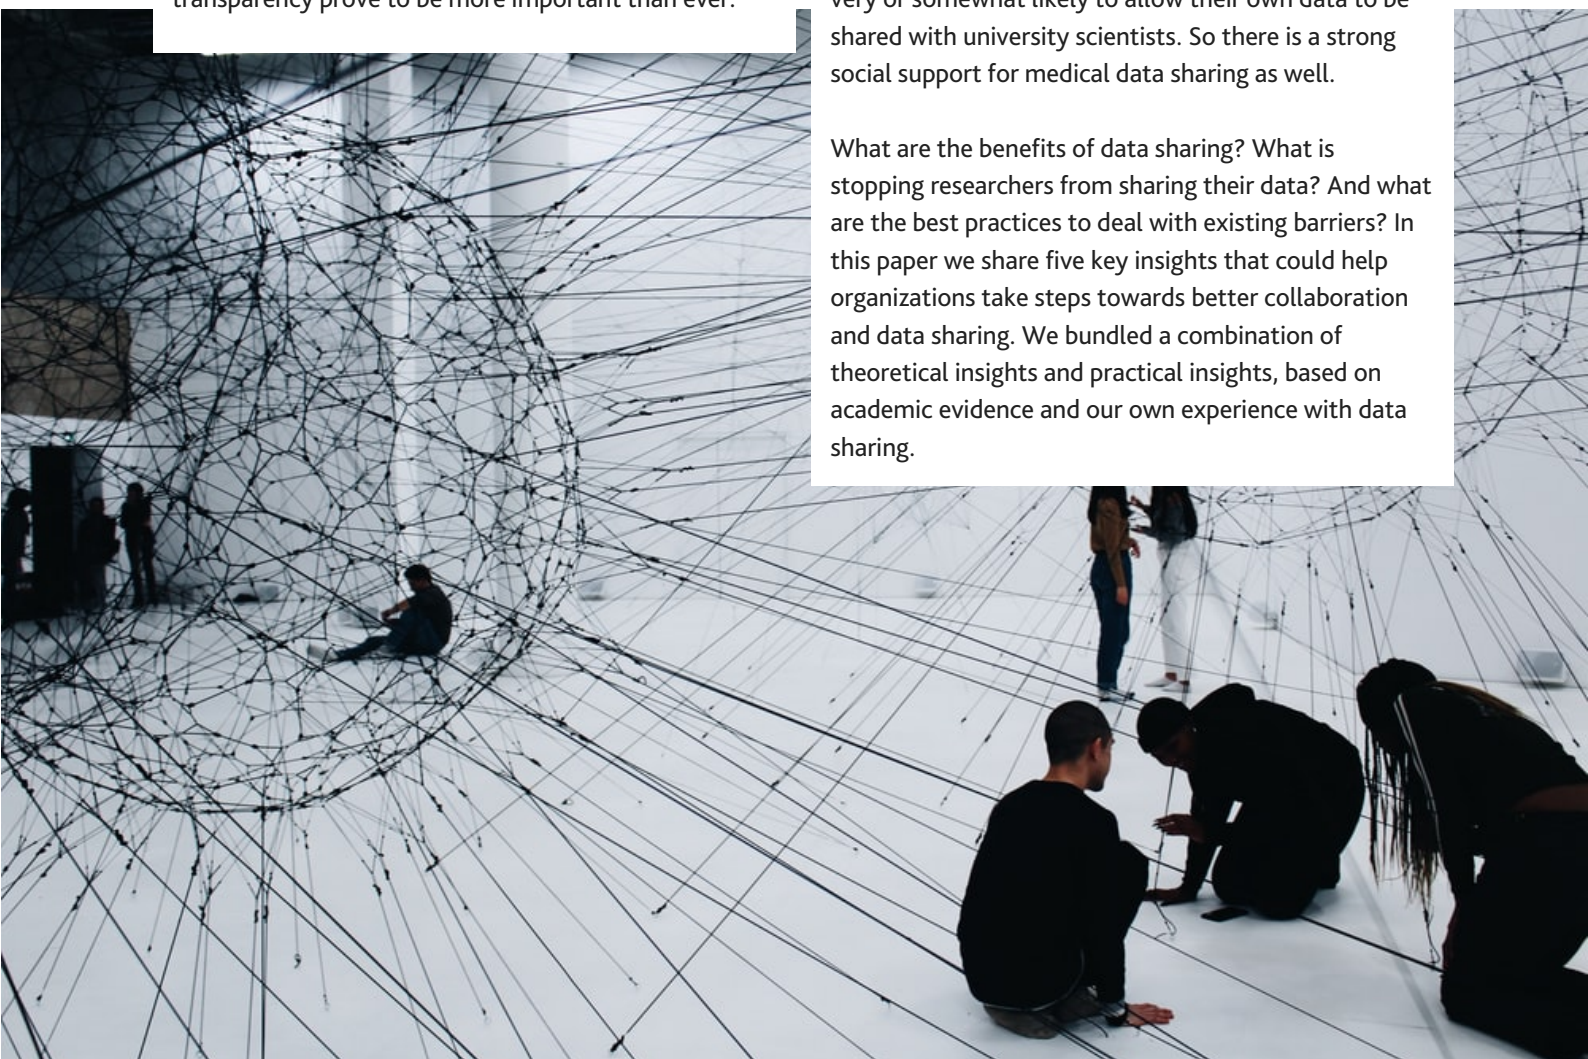 transparency prove to be more important than ever.
very or somewhat likely to allow their own data to be
shared with university scientists. So there is a strong
social support for medical data sharing as well.
What are the benefits of data sharing? What is
stopping researchers from sharing their data? And what
are the best practices to deal with existing barriers? In
this paper we share five key insights that could help
organizations take steps towards better collaboration
and data sharing. We bundled a combination of
theoretical insights and practical insights, based on
academic evidence and our own experience with data
sharing.